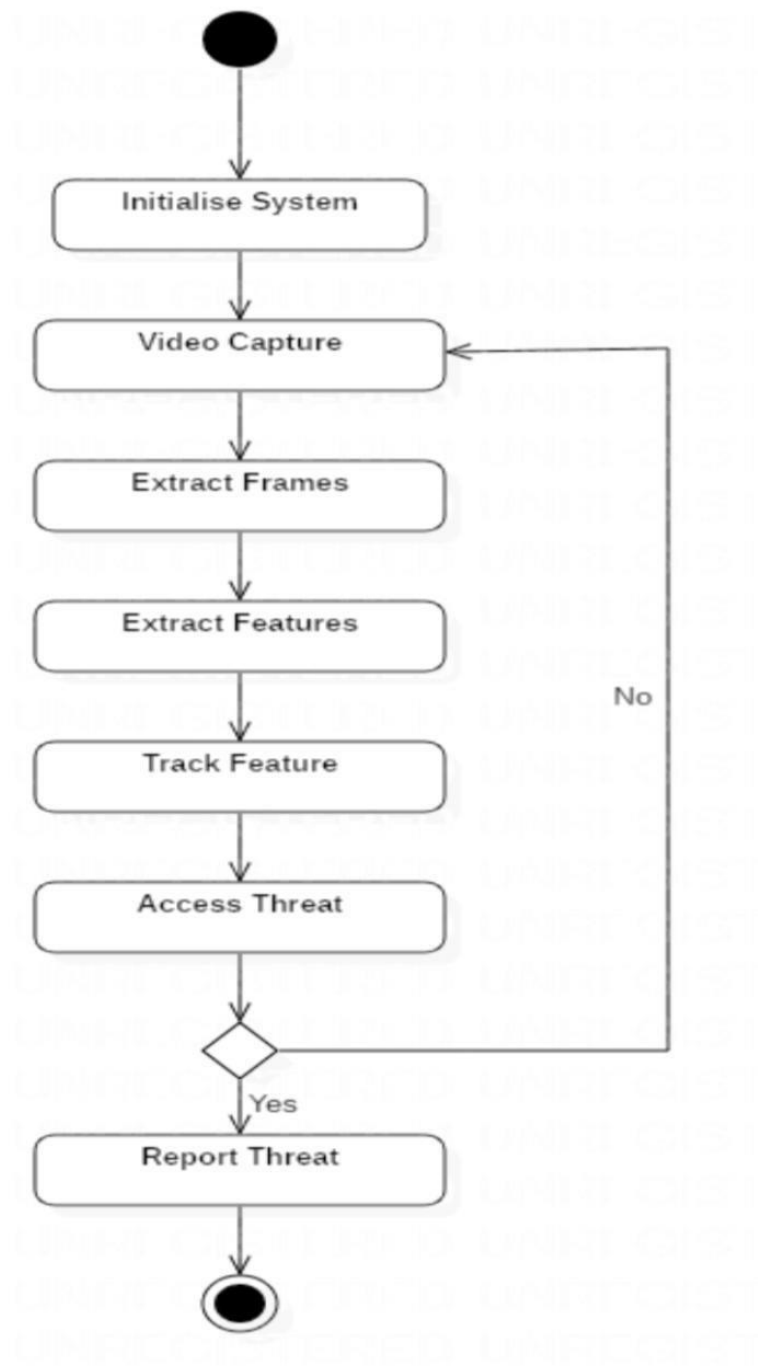 Initialise System
Video Capture
Extract Frames
Extract Features
No
Track Feature
Access Threat
Yes
Report Threat